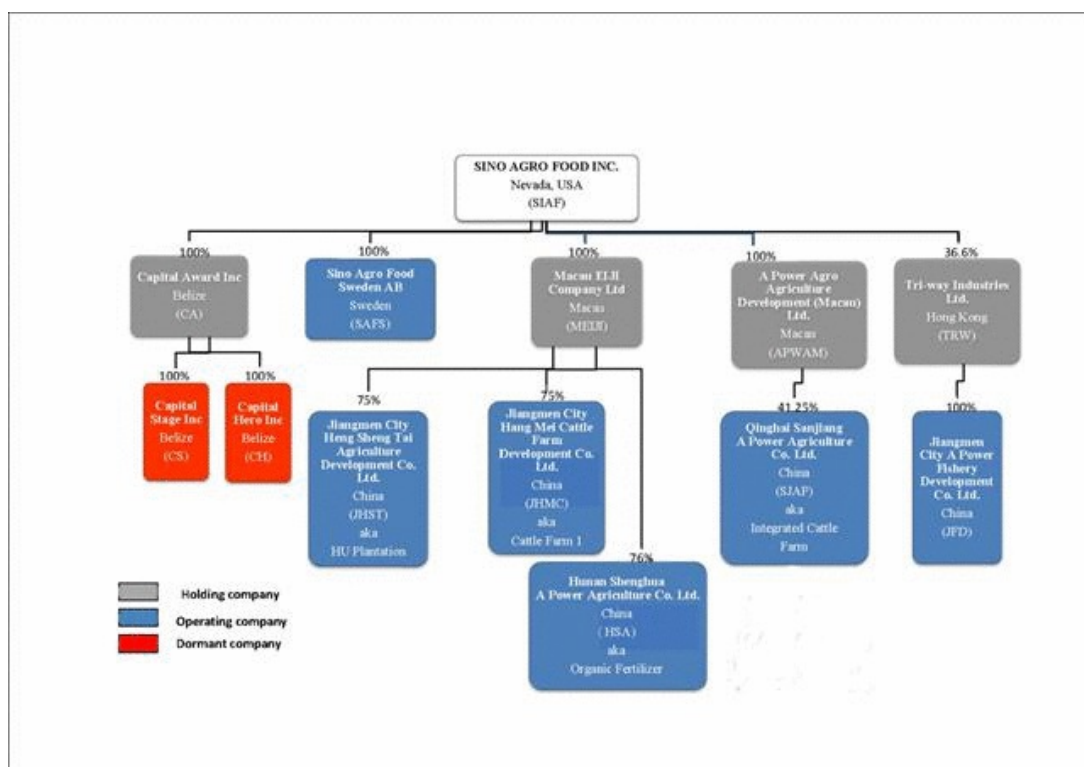 SINO AGRO FOOD INC.
Nevada, USA
(SIAF)
100%
100%
100%
100%
36.6%
Capital Award Inc
Belize
(CA)
Sino Agro Food
Sweden AB
Sweden
(SAFS)
Macau EIJI
Company Ltd
Macau
(MEIJI)
A Power Agro
Agriculture
Development (Macau)
Ltd.
Macau
(APWAM)
Tri-way Industries
Ltd.
Hong Kong
(TRW)
100%
100%
75%
75%
41.25%
100%
Capital
Stage Inc
Belize
(CS)
Capital
Hero Inc
Belize
(CH)
Jiangmen City
Heng Sheng Tai
Agriculture
Development Co.
Ltd.
China
(JHST)
aka
HU Plantation
Jiangmen City
Hang Mei Cattle
Farm
Development Co.
Ltd.
China
(JHMC)
aka
Cattle Farm 1
Qinghai Sanjiang
A Power Agriculture
Co. Ltd.
China
(SJAP)
aka
Integrated Cattle
Farm
Jiangmen
City A Power
Fishery
Development
Co. Ltd.
China
(JFD)
76%
Hunan Shenghua
A Power Agriculture Co. Ltd.
China
( HSA)
aka
Organic Fertilizer
Holding company
Operating company
Dormant company